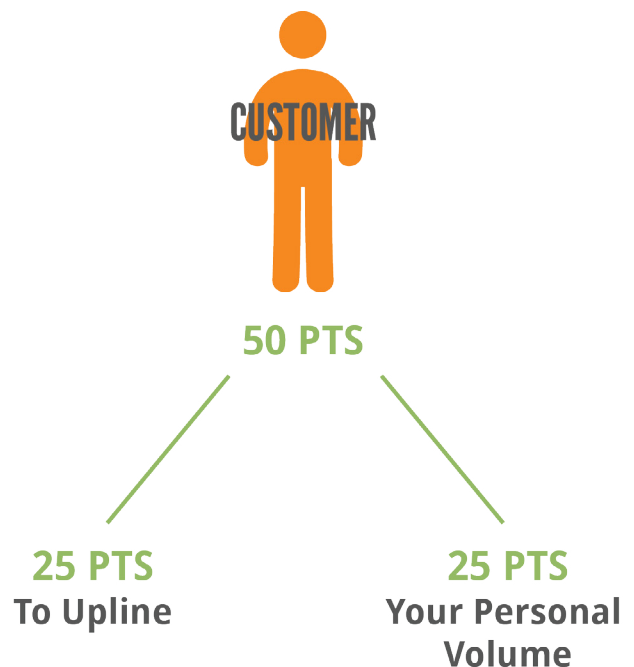 CUSTOMER
50 PTS
25 PTS
To Upline
25 PTS
Your Personal
Volume